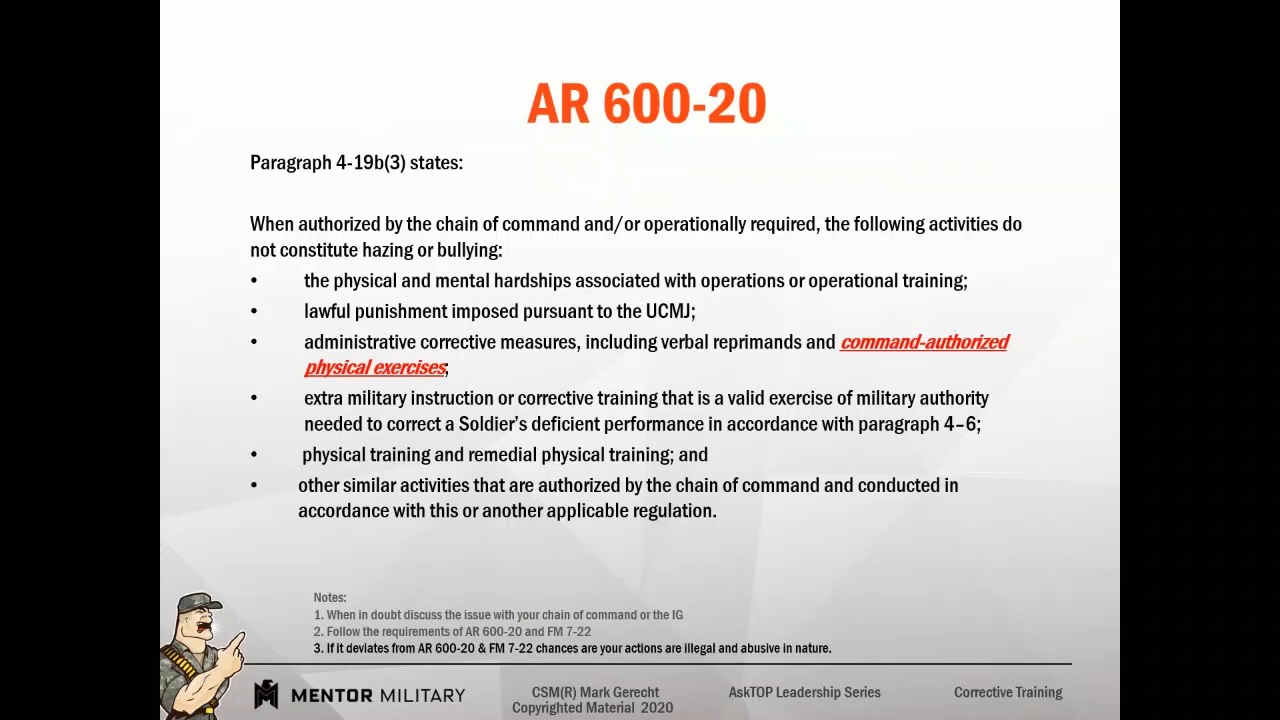 AR 600-20
Paragraph 4-19b(3) states:
When authorized by the chain of command and/or operationally required, the following activities do
not constitute hazing or bullying:
• the physical and mental hardships associated with operations or operational training;
• lawful punishment imposed pursuant to the UCMJ;
• administrative corrective measures, including verbal reprimands and command-authorized
physical exercises;
• extra military instruction or corrective training that is a valid exercise of military authority
needed to correct a Soldier’s deficient performance in accordance with paragraph 4–6;
• physical training and remedial physical training; and
• other similar activities that are authorized by the chain of command and conducted in
accordance with this or another applicable regulation.
Notes:
1. When in doubt discuss the issue with your chain of command or the IG
2. Follow the requirements of AR 600-20 and FM 7-22
3. If it deviates from AR 600-20 & FM 7-22 chances are your actions are illegal and abusive in nature.
MENTOR MILITARY
CSM(R) Mark Gerecht
Copyrighted Material 2020
AskTOP Leadership Series
Corrective Training